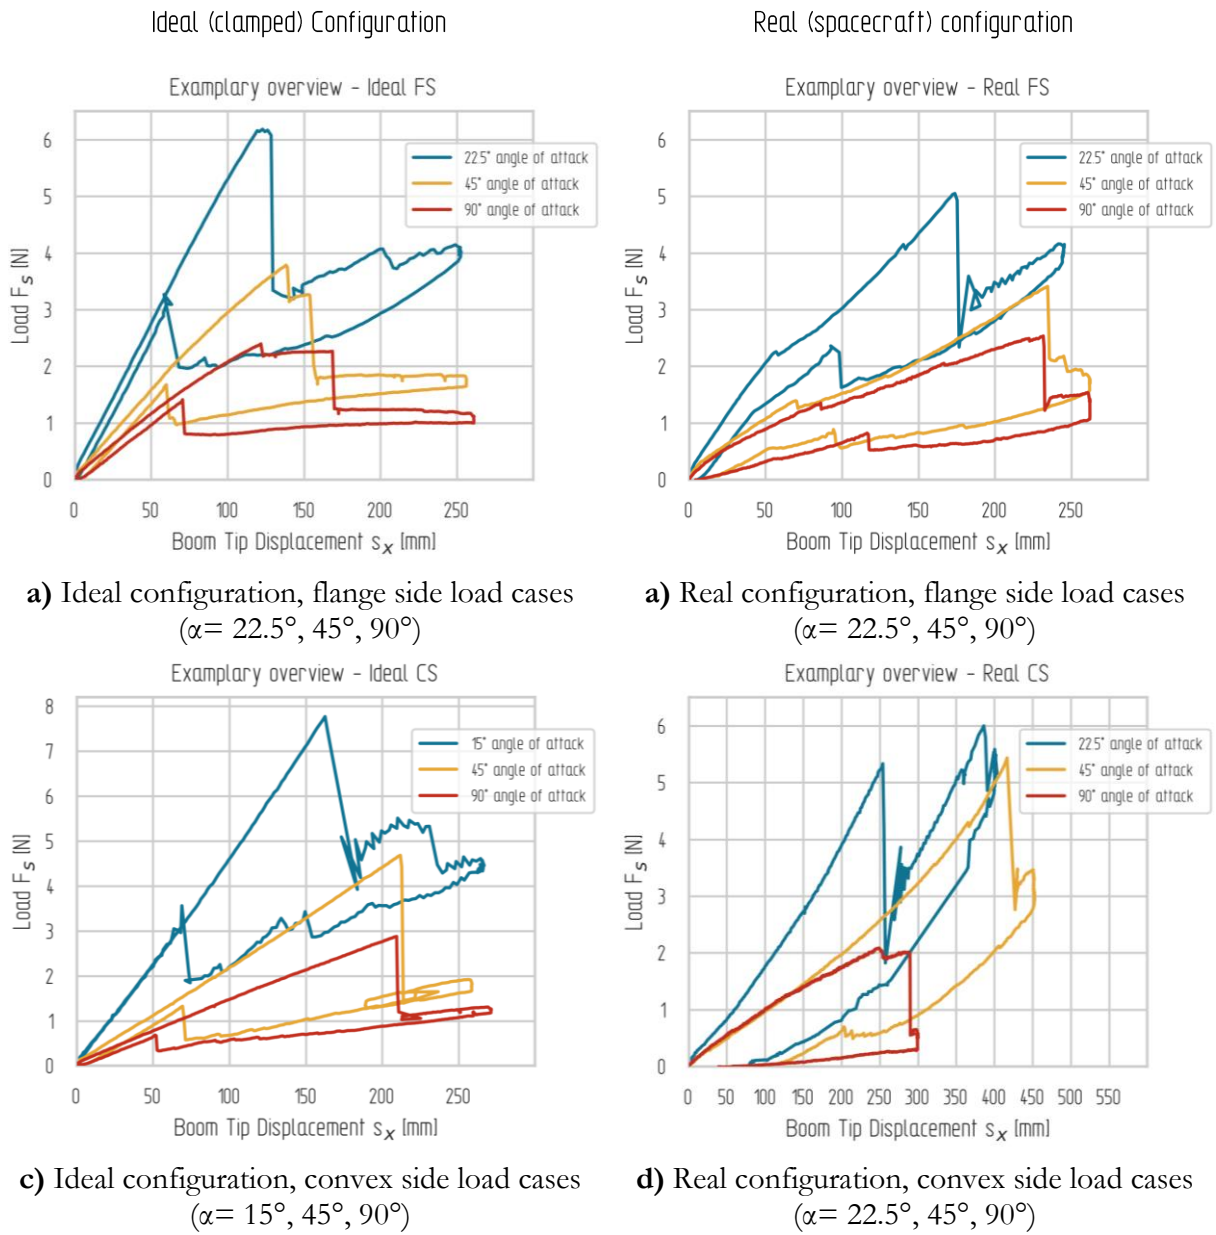 Ideal (clamped) Configuration
Real (spacecraft) configuration
Examplary overview - Ideal FS
6
5
4
3
2
1
0
Load F_S [N]
22.5° angle of attack
45° angle of attack
90° angle of attack
0 50 100 150 200 250
Boom Tip Displacement s_x [mm]
a) Ideal configuration, flange side load cases
(α= 22.5°, 45°, 90°)
Examplary overview - Real FS
6
5
4
3
2
1
0
Load F_S [N]
22.5° angle of attack
45° angle of attack
90° angle of attack
0 50 100 150 200 250
Boom Tip Displacement s_x [mm]
a) Real configuration, flange side load cases
(α= 22.5°, 45°, 90°)
Examplary overview - Ideal CS
8
7
6
5
4
3
2
1
0
Load F_S [N]
15° angle of attack
45° angle of attack
90° angle of attack
0 50 100 150 200 250
Boom Tip Displacement s_x [mm]
c) Ideal configuration, convex side load cases
(α= 15°, 45°, 90°)
Examplary overview - Real CS
6
5
4
3
2
1
0
Load F_S [N]
22.5° angle of attack
45° angle of attack
90° angle of attack
0 50 100 150 200 250 300 350 400 450 500 550
Boom Tip Displacement s_x [mm]
d) Real configuration, convex side load cases
(α= 22.5°, 45°, 90°)